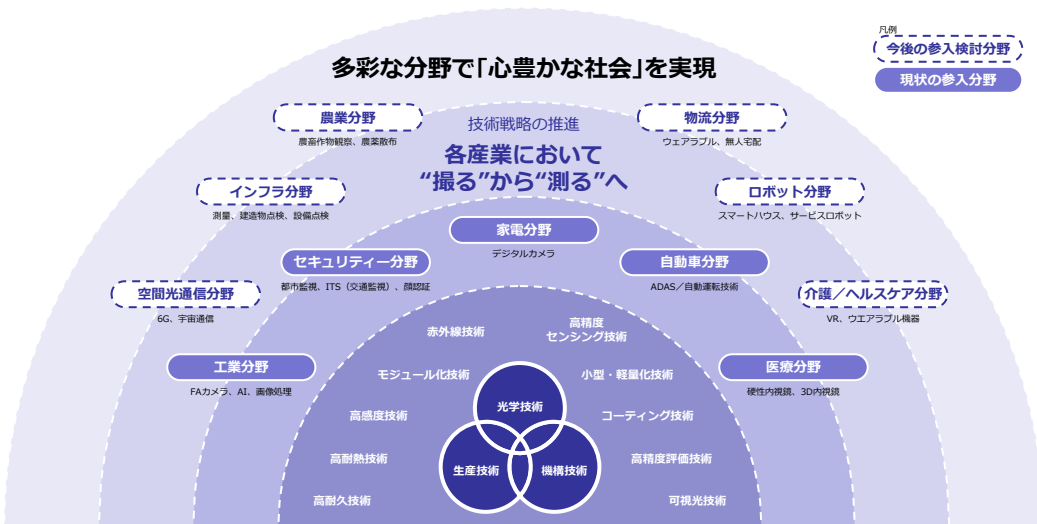 凡例
今後の参入検討分野
現状の参入分野
多彩な分野で「心豊かな社会」を実現
技術戦略の推進
各産業において
“撮る”から“測る”へ
農業分野
農畜作物観察、農薬散布
物流分野
ウェアラブル、無人宅配
インフラ分野
測量、建造物点検、設備点検
ロボット分野
スマートハウス、サービスロボット
空間光通信分野
6G、宇宙通信
介護／ヘルスケア分野
VR、ウエアラブル機器
家電分野
デジタルカメラ
セキュリティー分野
都市監視、ITS（交通監視）、顔認証
自動車分野
ADAS／自動運転技術
工業分野
FAカメラ、AI、画像処理
医療分野
硬性内視鏡、3D内視鏡
赤外線技術
高精度
センシング技術
モジュール化技術
小型・軽量化技術
高感度技術
コーティング技術
高耐熱技術
高精度評価技術
高耐久技術
可視光技術
光学技術
生産技術
機構技術